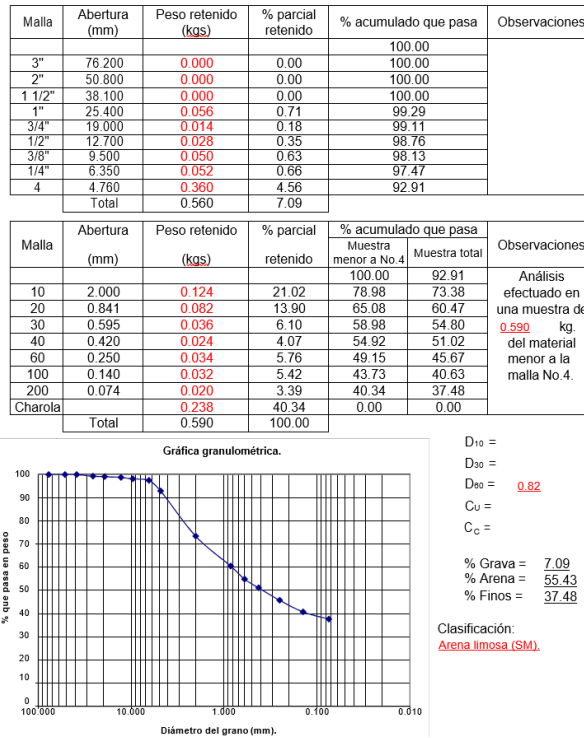 Malla Abertura (mm) Peso retenido (kgs) % parcial retenido % acumulado que pasa Observaciones
100.00
3" 76.200 0.000 0.00 100.00
2" 50.800 0.000 0.00 100.00
1 1/2" 38.100 0.000 0.00 100.00
1" 25.400 0.056 0.71 99.29
3/4" 19.000 0.014 0.18 99.11
1/2" 12.700 0.028 0.35 98.76
3/8" 9.500 0.050 0.63 98.13
1/4" 6.350 0.052 0.66 97.47
4 4.760 0.360 4.56 92.91
Total 0.560 7.09
Malla Abertura (mm) Peso retenido (kgs) % parcial retenido % acumulado que pasa Observaciones
Muestra menor a No.4 Muestra total
100.00 92.91
10 2.000 0.124 21.02 78.98 73.38
20 0.841 0.082 13.90 65.08 60.47
30 0.595 0.036 6.10 58.98 54.80
40 0.420 0.024 4.07 54.92 51.02
60 0.250 0.034 5.76 49.15 45.67
100 0.140 0.032 5.42 43.73 40.63
200 0.074 0.020 3.39 40.34 37.48
Charola 0.238 40.34 0.00 0.00
Total 0.590 100.00
Análisis
efectuado en
una muestra de
0.590 kg.
del material
menor a la
malla No.4.
Gráfica granulométrica.
% que pasa en peso
100
90
80
70
60
50
40
30
20
10
0
100.000 10.000 1.000 0.100 0.010
Diámetro del grano (mm).
D10 =
D30 =
D60 = 0.82
CU =
CC =
% Grava = 7.09
% Arena = 55.43
% Finos = 37.48
Clasificación:
Arena limosa (SM).